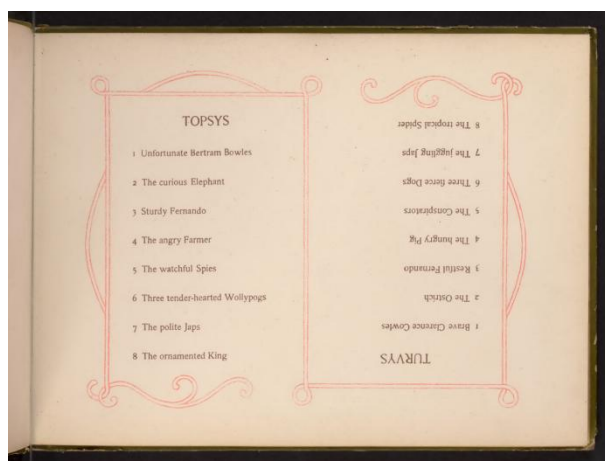 TOPSYS
1 Unfortunate Bertram Bowles
2 The curious Elephant
3 Sturdy Fernando
4 The angry Farmer
5 The watchful Spies
6 Three tender-hearted Wollypogs
7 The polite Japs
8 The ornamented King
TURVYS
1 Brave Clarence Cowles
2 The Ostrich
3 Restful Fernando
4 The hungry Pig
5 The Conspirators
6 Three fierce Dogs
7 The juggling Japs
8 The tropical Spider